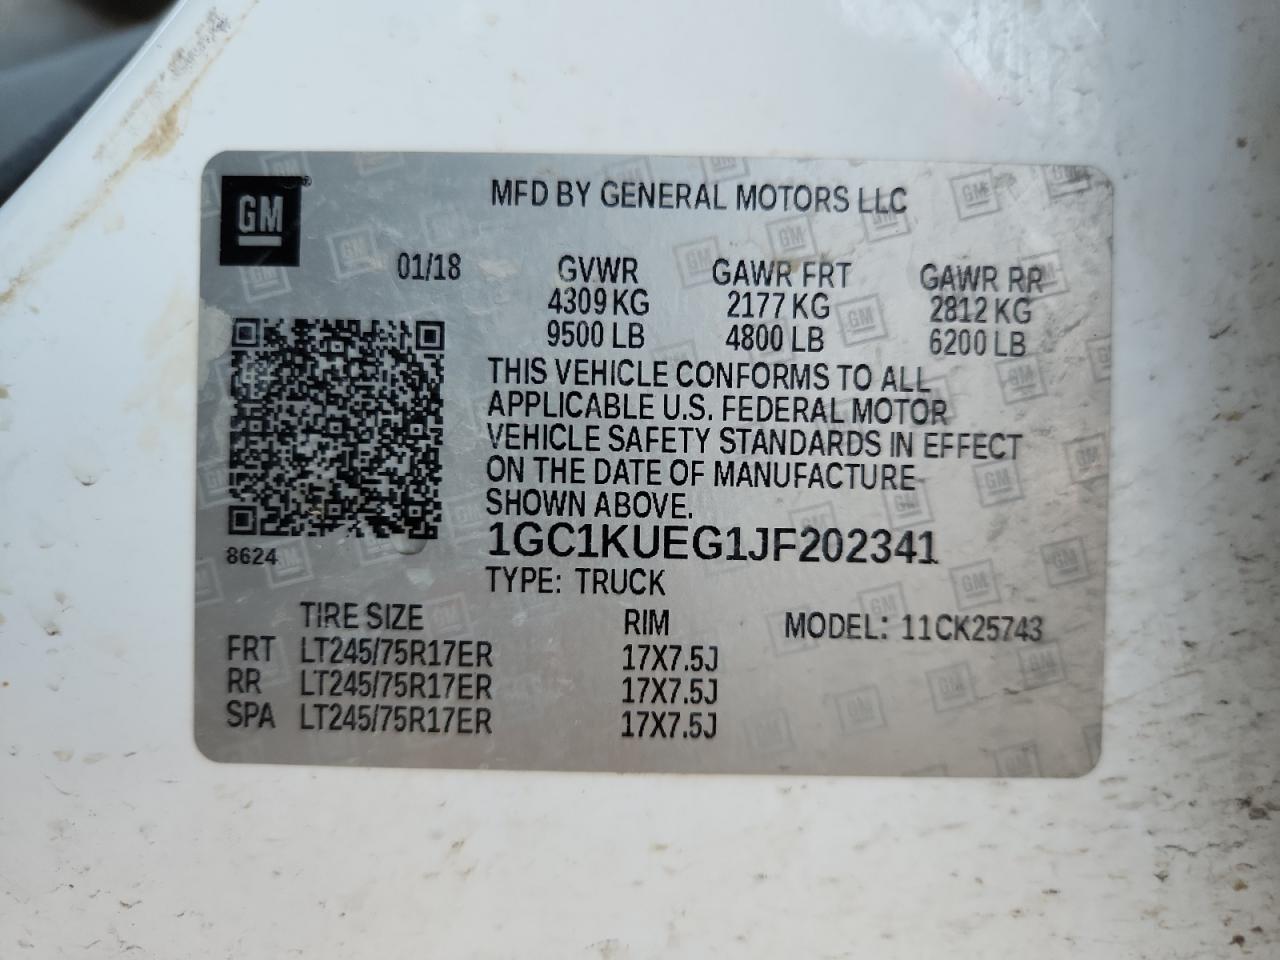 GM
MFD BY GENERAL MOTORS LLC
01/18 GVWR GAWR FRT GAWR RR
4309 KG 2177 KG 2812 KG
9500 LB 4800 LB 6200 LB
THIS VEHICLE CONFORMS TO ALL
APPLICABLE U.S. FEDERAL MOTOR
VEHICLE SAFETY STANDARDS IN EFFECT
ON THE DATE OF MANUFACTURE
SHOWN ABOVE.
1GC1KUEG1JF202341
8624
TYPE: TRUCK
TIRE SIZE RIM MODEL: 11CK25743
FRT LT245/75R17ER 17X7.5J
RR LT245/75R17ER 17X7.5J
SPA LT245/75R17ER 17X7.5J